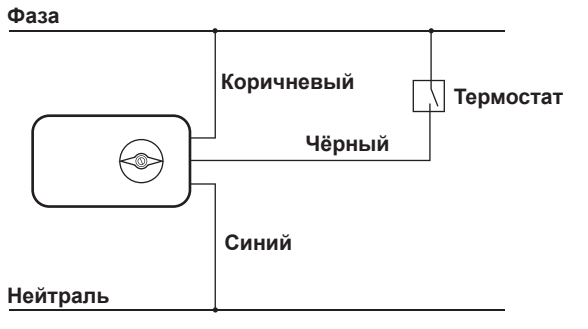 Фаза
Коричневый
Термостат
Чёрный
Синий
Нейтраль